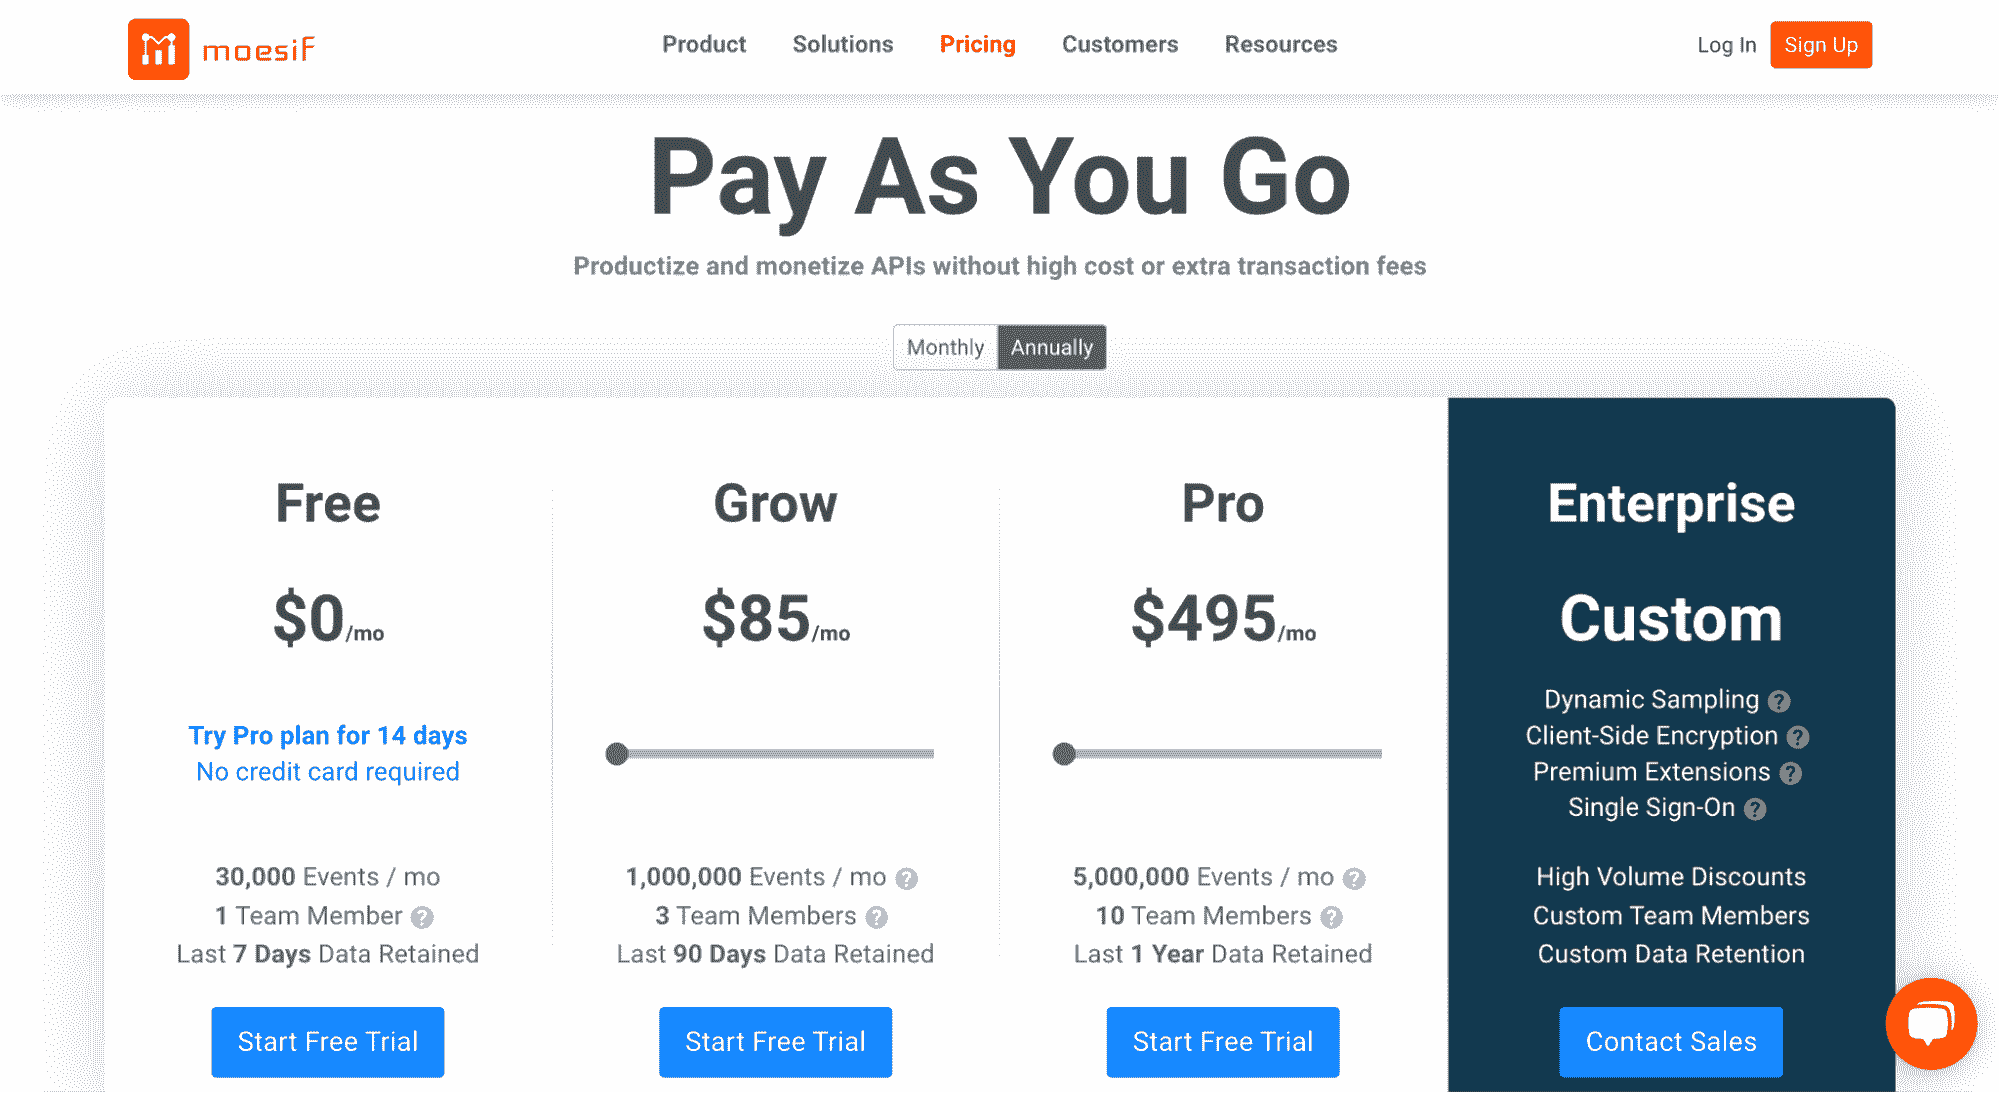 moesif
Product Solutions Pricing Customers Resources
Log In Sign Up
Pay As You Go
Productize and monetize APIs without high cost or extra transaction fees
Monthly Annually
Free
$0/mo
Try Pro plan for 14 days
No credit card required
30,000 Events / mo
1 Team Member ?
Last 7 Days Data Retained
Start Free Trial
Grow
$85/mo
1,000,000 Events / mo ?
3 Team Members ?
Last 90 Days Data Retained
Start Free Trial
Pro
$495/mo
5,000,000 Events / mo ?
10 Team Members ?
Last 1 Year Data Retained
Start Free Trial
Enterprise
Custom
Dynamic Sampling ?
Client-Side Encryption ?
Premium Extensions ?
Single Sign-On ?
High Volume Discounts
Custom Team Members
Custom Data Retention
Contact Sales